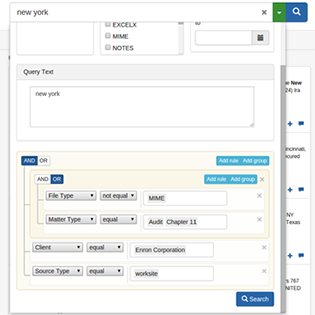 new york
EXCELX
MIME
NOTES
ID
Query Text
new york
AND OR Add rule Add group
AND OR Add rule Add group
File Type not equal MIME
Matter Type equal Audit Chapter 11
Client equal Enron Corporation
Source Type equal worksite
Search
New
24) Ira
ncinnati,
cured
NY
Texas
's 767
NITED